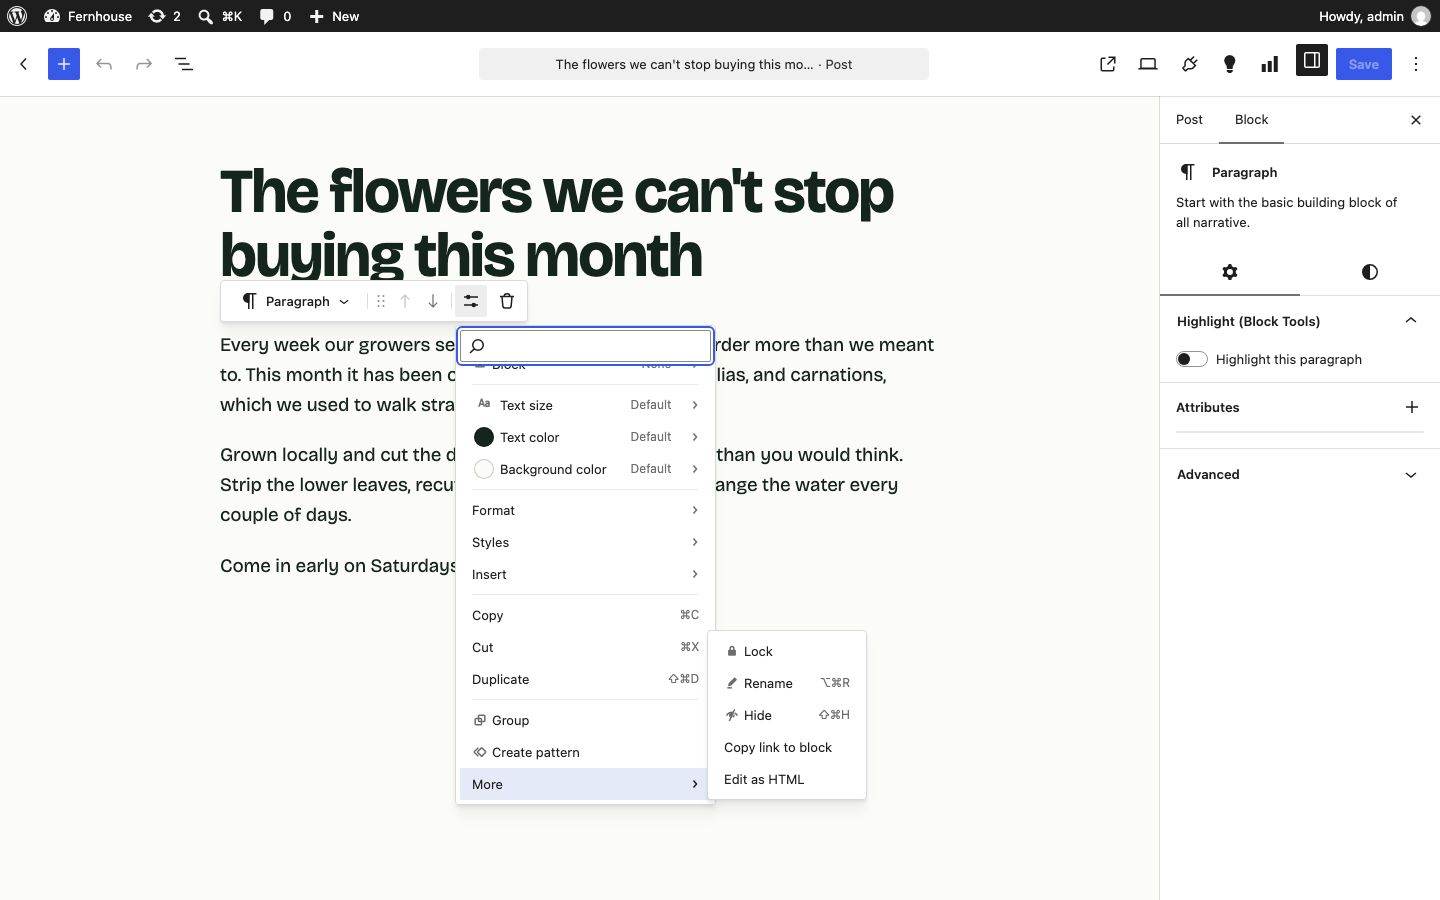 Fernhouse 2 ⌘K 0 New Howdy, admin
The flowers we can't stop buying this mo... · Post
Save
The flowers we can't stop
buying this month
Paragraph
Every week our growers se rder more than we meant
to. This month it has been lias, and carnations,
which we used to walk stra
Grown locally and cut the d than you would think.
Strip the lower leaves, recu ange the water every
couple of days.
Come in early on Saturdays
Block None
Text size Default
Text color Default
Background color Default
Format
Styles
Insert
Copy ⌘C
Cut ⌘X
Duplicate ⇧⌘D
Group
Create pattern
More
Lock
Rename ⌥⌘R
Hide ⇧⌘H
Copy link to block
Edit as HTML
Post Block
Paragraph
Start with the basic building block of
all narrative.
Highlight (Block Tools)
Highlight this paragraph
Attributes
Advanced